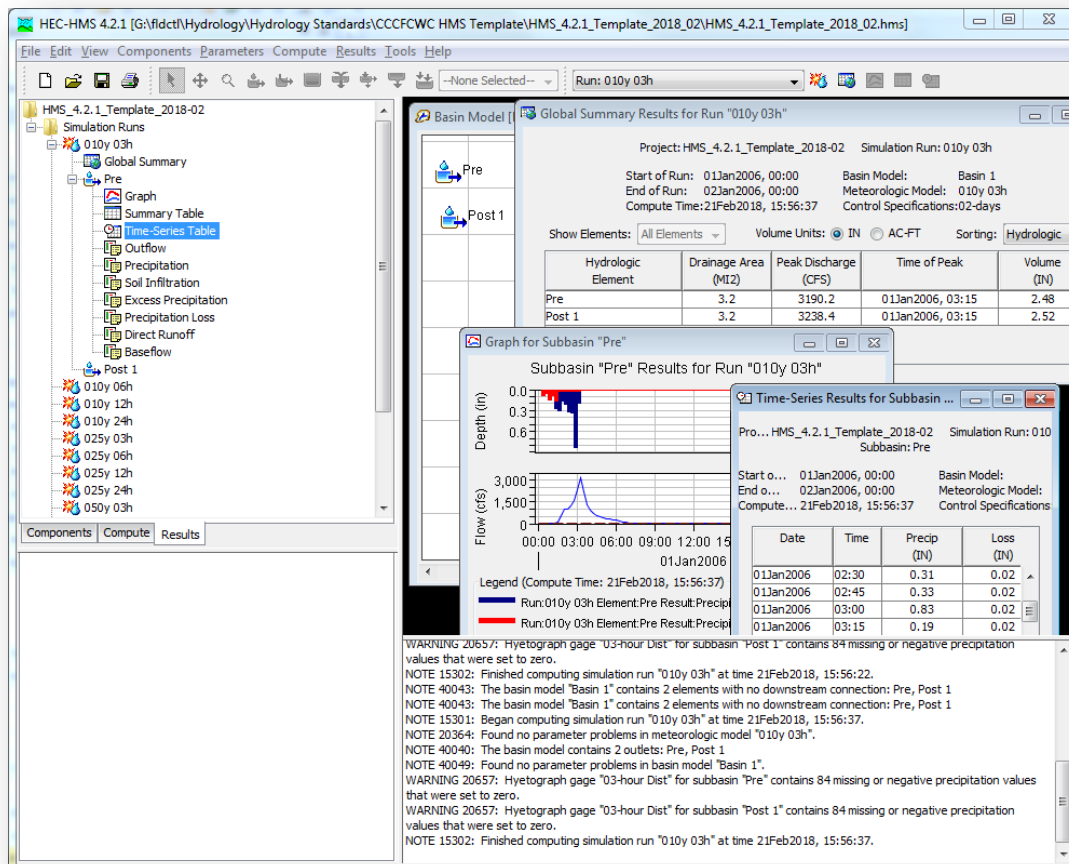 HEC-HMS 4.2.1 [G:\fldctl\Hydrology\Hydrology Standards\CCCFCWC HMS Template\HMS_4.2.1_Template_2018_02\HMS_4.2.1_Template_2018_02.hms]
File Edit View Components Parameters Compute Results Tools Help
--None Selected-- Run: 010y 03h
HMS_4.2.1_Template_2018-02
Simulation Runs
010y 03h
Global Summary
Pre
Graph
Summary Table
Time-Series Table
Outflow
Precipitation
Soil Infiltration
Excess Precipitation
Precipitation Loss
Direct Runoff
Baseflow
Post 1
010y 06h
010y 12h
010y 24h
025y 03h
025y 06h
025y 12h
025y 24h
050y 03h
Components Compute Results
Basin Model [
Pre
Post 1
Global Summary Results for Run "010y 03h"
Project: HMS_4.2.1_Template_2018-02 Simulation Run: 010y 03h
Start of Run: 01Jan2006, 00:00 Basin Model: Basin 1
End of Run: 02Jan2006, 00:00 Meteorologic Model: 010y 03h
Compute Time: 21Feb2018, 15:56:37 Control Specifications: 02-days
Show Elements: All Elements Volume Units: IN AC-FT Sorting: Hydrologic
Hydrologic Element Drainage Area (MI2) Peak Discharge (CFS) Time of Peak Volume (IN)
Pre 3.2 3190.2 01Jan2006, 03:15 2.48
Post 1 3.2 3238.4 01Jan2006, 03:15 2.52
Graph for Subbasin "Pre"
Subbasin "Pre" Results for Run "010y 03h"
Depth (in)
0.0
0.3
0.6
Flow (cfs)
3,000
1,500
0
00:00 03:00 06:00 09:00 12:00 15
01Jan2006
Legend (Compute Time: 21Feb2018, 15:56:37)
Run:010y 03h Element:Pre Result:Precipi
Run:010y 03h Element:Pre Result:Precipi
Time-Series Results for Subbasin ...
Pro... HMS_4.2.1_Template_2018-02 Simulation Run: 010
Subbasin: Pre
Start o... 01Jan2006, 00:00 Basin Model:
End o... 02Jan2006, 00:00 Meteorologic Model:
Compute... 21Feb2018, 15:56:37 Control Specifications
Date Time Precip (IN) Loss (IN)
01Jan2006 02:30 0.31 0.02
01Jan2006 02:45 0.33 0.02
01Jan2006 03:00 0.83 0.02
01Jan2006 03:15 0.19 0.02
WARNING 20657: Hyetograph gage "03-hour Dist" for subbasin "Post 1" contains 84 missing or negative precipitation
values that were set to zero.
NOTE 15302: Finished computing simulation run "010y 03h" at time 21Feb2018, 15:56:22.
NOTE 40043: The basin model "Basin 1" contains 2 elements with no downstream connection: Pre, Post 1
NOTE 40043: The basin model "Basin 1" contains 2 elements with no downstream connection: Pre, Post 1
NOTE 15301: Began computing simulation run "010y 03h" at time 21Feb2018, 15:56:37.
NOTE 20364: Found no parameter problems in meteorologic model "010y 03h".
NOTE 40040: The basin model contains 2 outlets: Pre, Post 1
NOTE 40049: Found no parameter problems in basin model "Basin 1".
WARNING 20657: Hyetograph gage "03-hour Dist" for subbasin "Pre" contains 84 missing or negative precipitation values
that were set to zero.
WARNING 20657: Hyetograph gage "03-hour Dist" for subbasin "Post 1" contains 84 missing or negative precipitation
values that were set to zero.
NOTE 15302: Finished computing simulation run "010y 03h" at time 21Feb2018, 15:56:37.